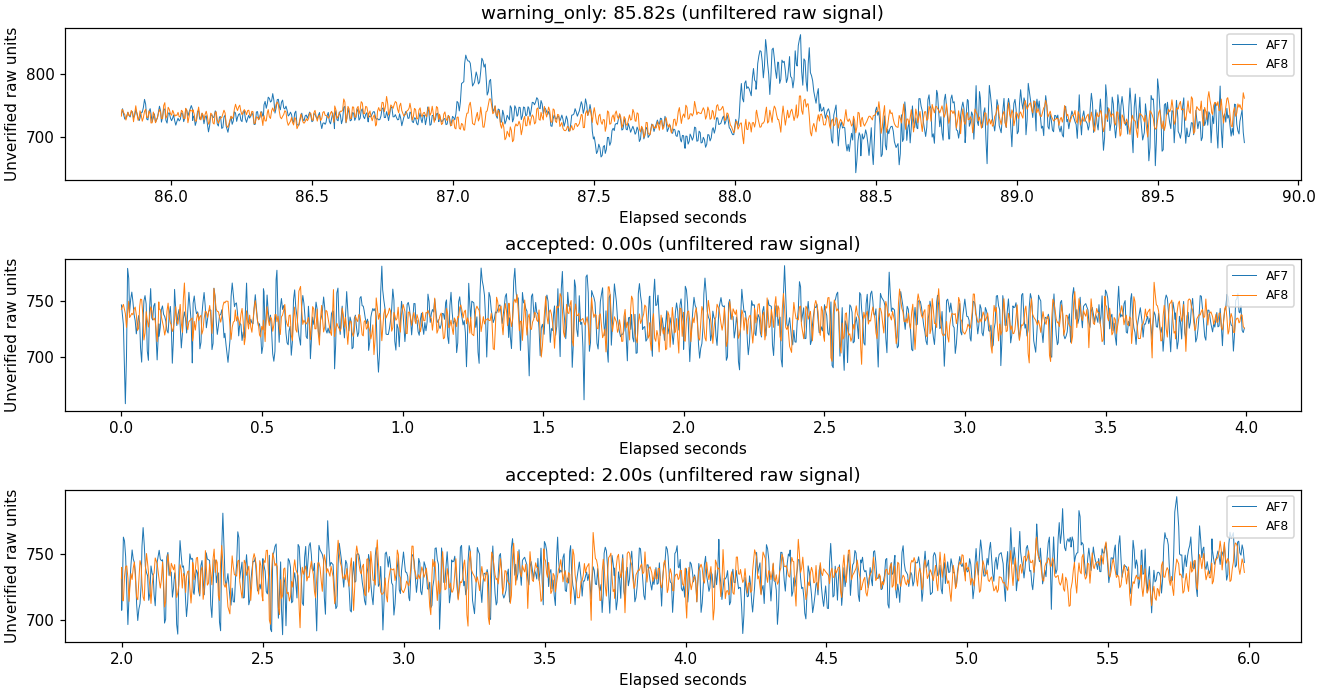 warning_only: 85.82s (unfiltered raw signal)
Unverified raw units
800
700
AF7
AF8
86.0 86.5 87.0 87.5 88.0 88.5 89.0 89.5 90.0
Elapsed seconds
accepted: 0.00s (unfiltered raw signal)
Unverified raw units
750
700
AF7
AF8
0.0 0.5 1.0 1.5 2.0 2.5 3.0 3.5 4.0
Elapsed seconds
accepted: 2.00s (unfiltered raw signal)
Unverified raw units
750
700
AF7
AF8
2.0 2.5 3.0 3.5 4.0 4.5 5.0 5.5 6.0
Elapsed seconds